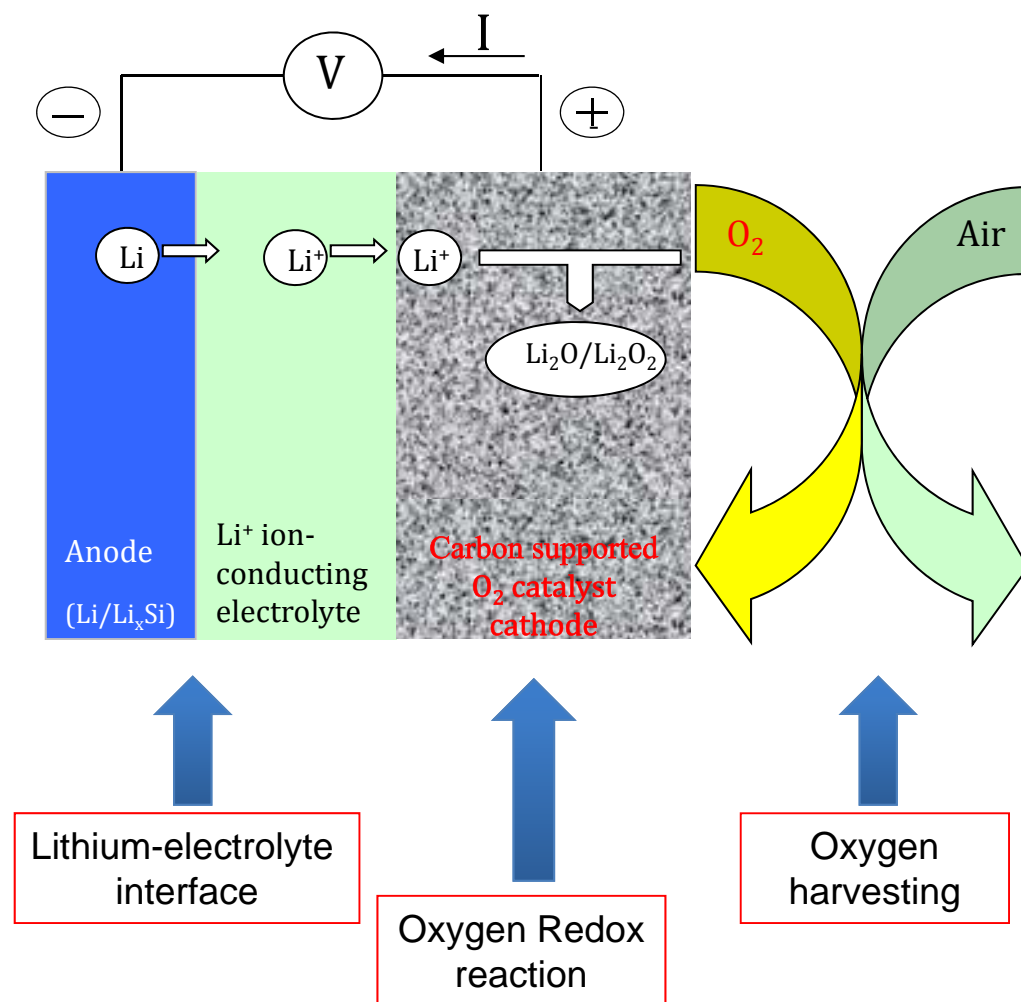 I
V
−
+
Li
Li⁺
Li⁺
O₂
Air
Li₂O/Li₂O₂
Anode
(Li/LiₓSi)
Li⁺ ion-
conducting
electrolyte
Carbon supported
O₂ catalyst
cathode
Lithium-electrolyte
interface
Oxygen Redox
reaction
Oxygen
harvesting